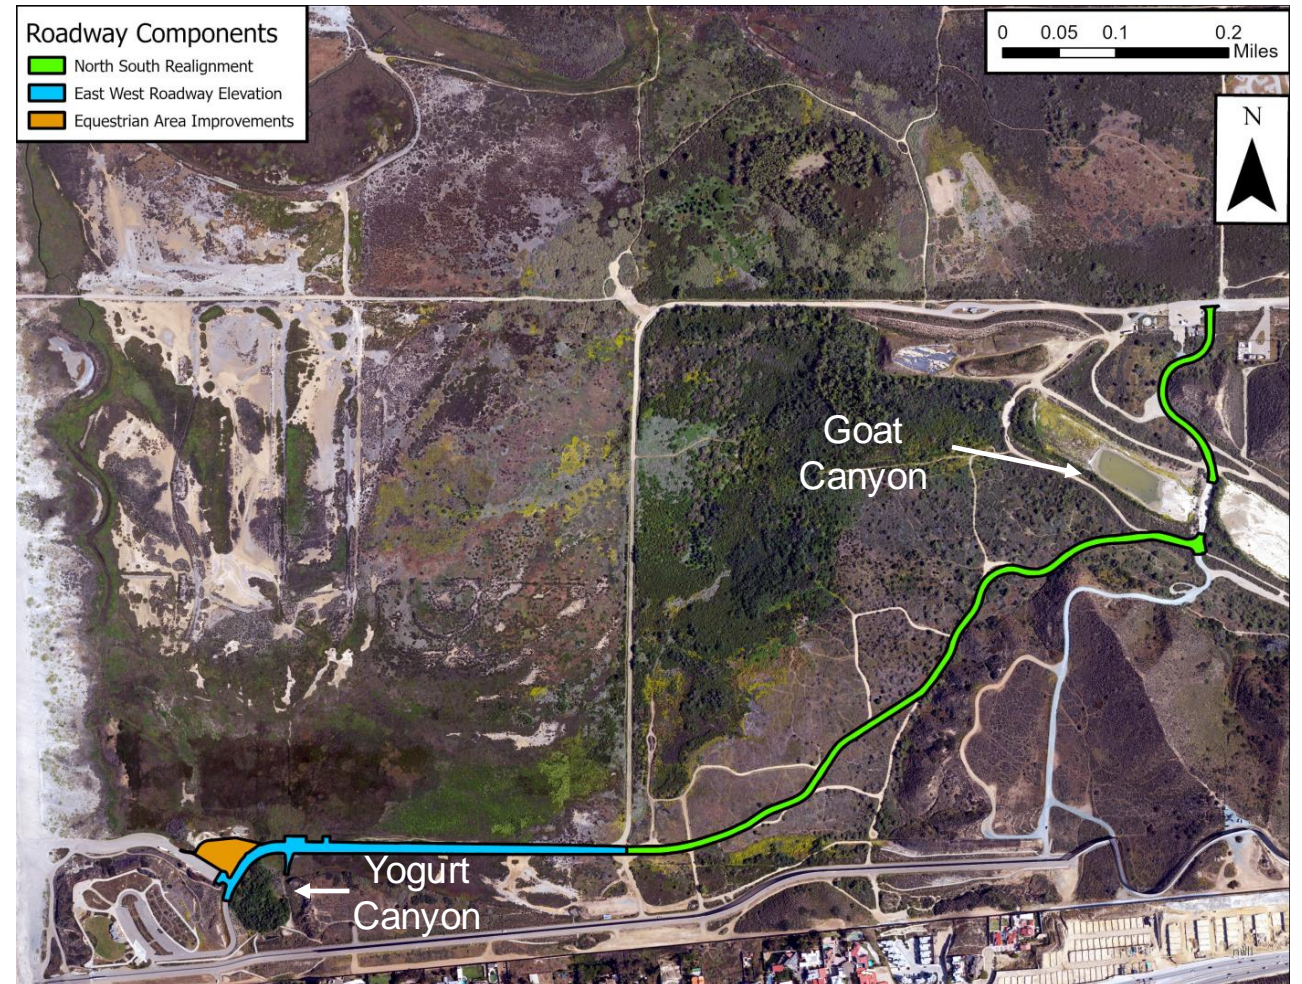 Roadway Components
North South Realignment
East West Roadway Elevation
Equestrian Area Improvements
0 0.05 0.1 0.2
Miles
N
Goat
Canyon
Yogurt
Canyon